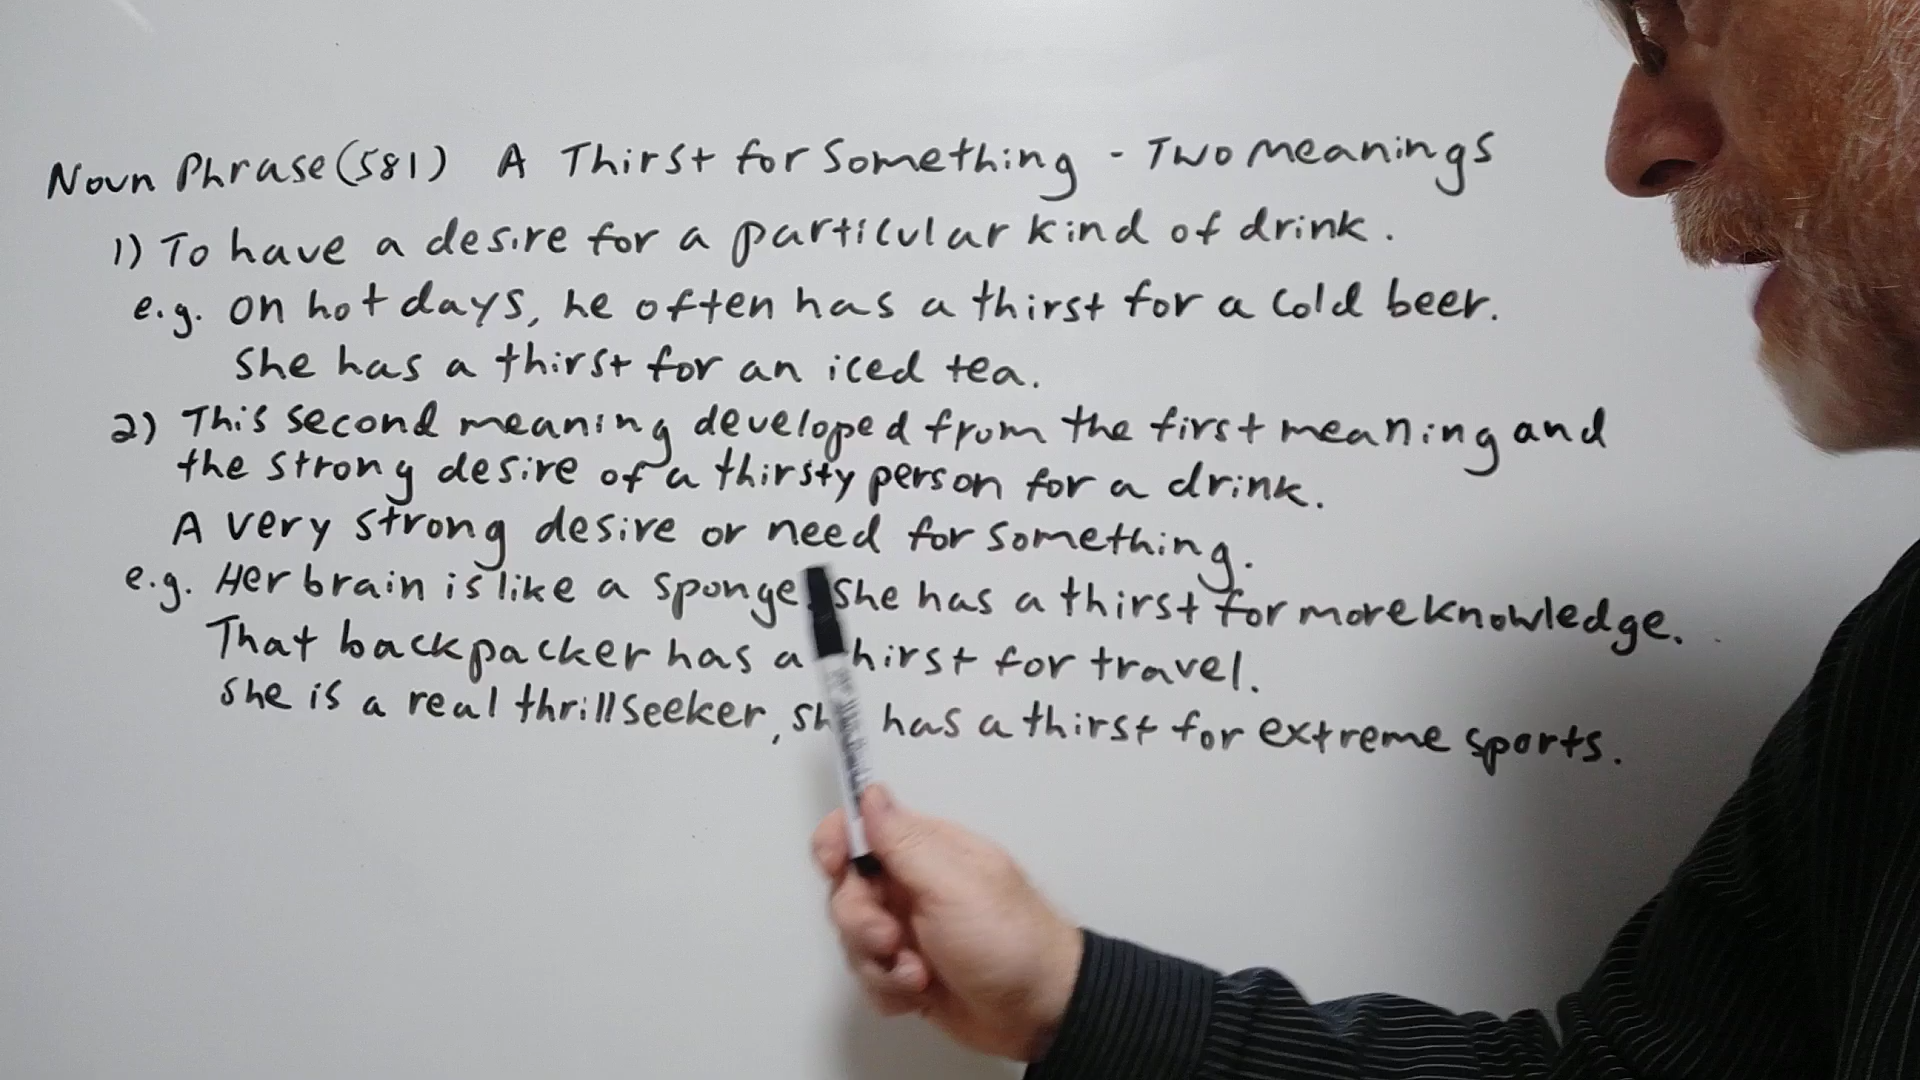 Noun Phrase (581) A Thirst for Something - Two Meanings
1) To have a desire for a particular kind of drink.
e.g. on hot days, he often has a thirst for a cold beer.
She has a thirst for an iced tea.
2) This second meaning developed from the first meaning and
the strong desire of a thirsty person for a drink.
A very strong desire or need for something.
e.g. Her brain is like a sponge. She has a thirst for more knowledge.
That backpacker has a thirst for travel.
She is a real thrill seeker, she has a thirst for extreme sports.